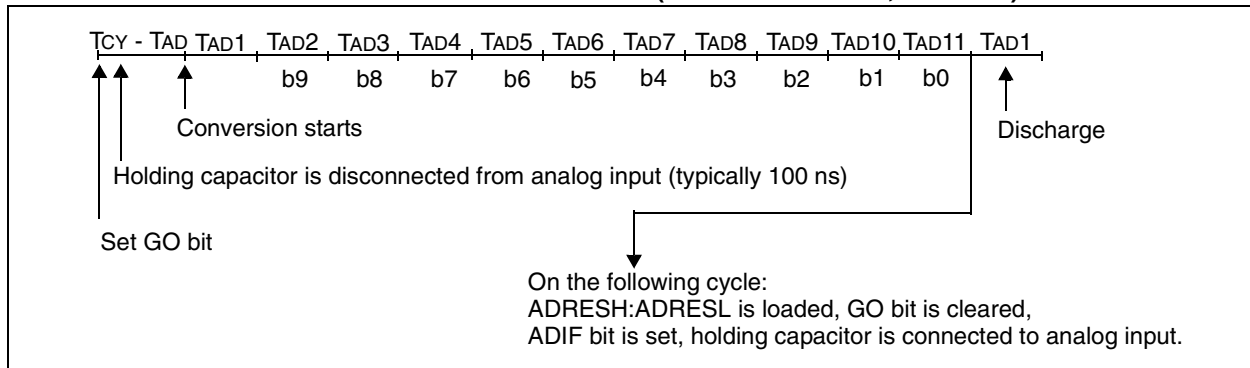 TCY - TAD TAD1 TAD2 TAD3 TAD4 TAD5 TAD6 TAD7 TAD8 TAD9 TAD10 TAD11 TAD1
b9 b8 b7 b6 b5 b4 b3 b2 b1 b0
Conversion starts
Discharge
Holding capacitor is disconnected from analog input (typically 100 ns)
Set GO bit
On the following cycle:
ADRESH:ADRESL is loaded, GO bit is cleared,
ADIF bit is set, holding capacitor is connected to analog input.